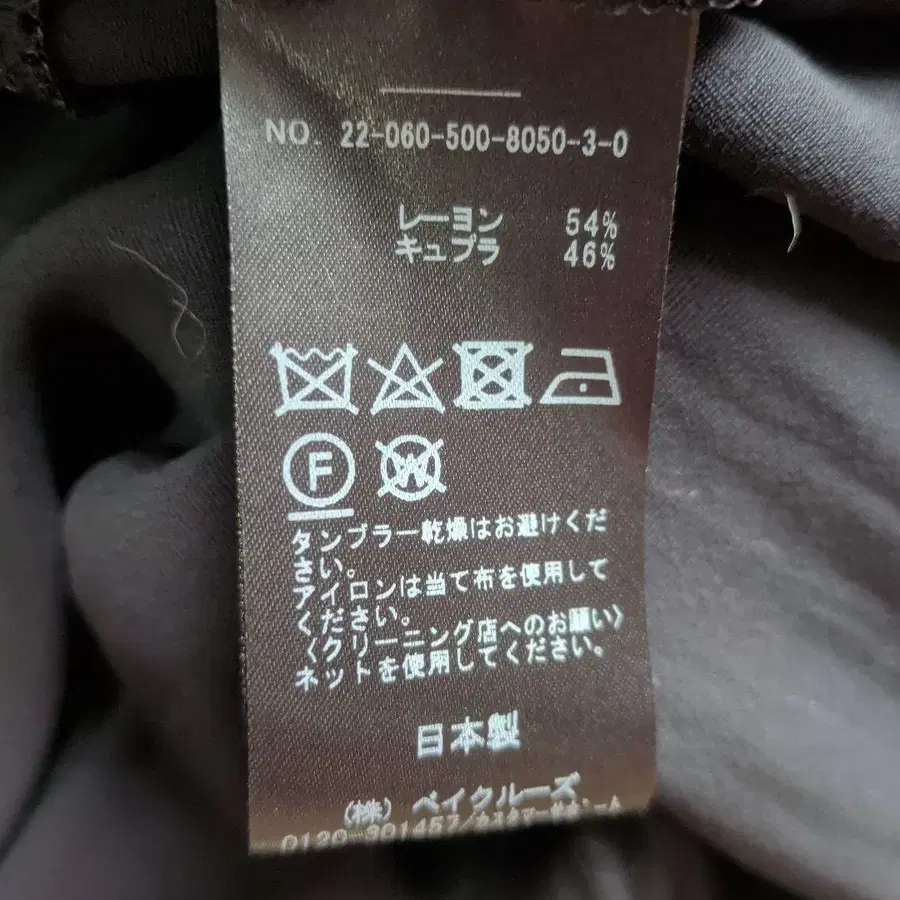 NO. 22-060-500-8050-3-0
レーヨン 54%
キュプラ 46%
F
W
タンブラー乾燥はお避けくだ
さい。
アイロンは当て布を使用して
ください。
〈クリーニング店へのお願い〉
ネットを使用してください。
日本製
(株) ベイクルーズ
0120-301457/